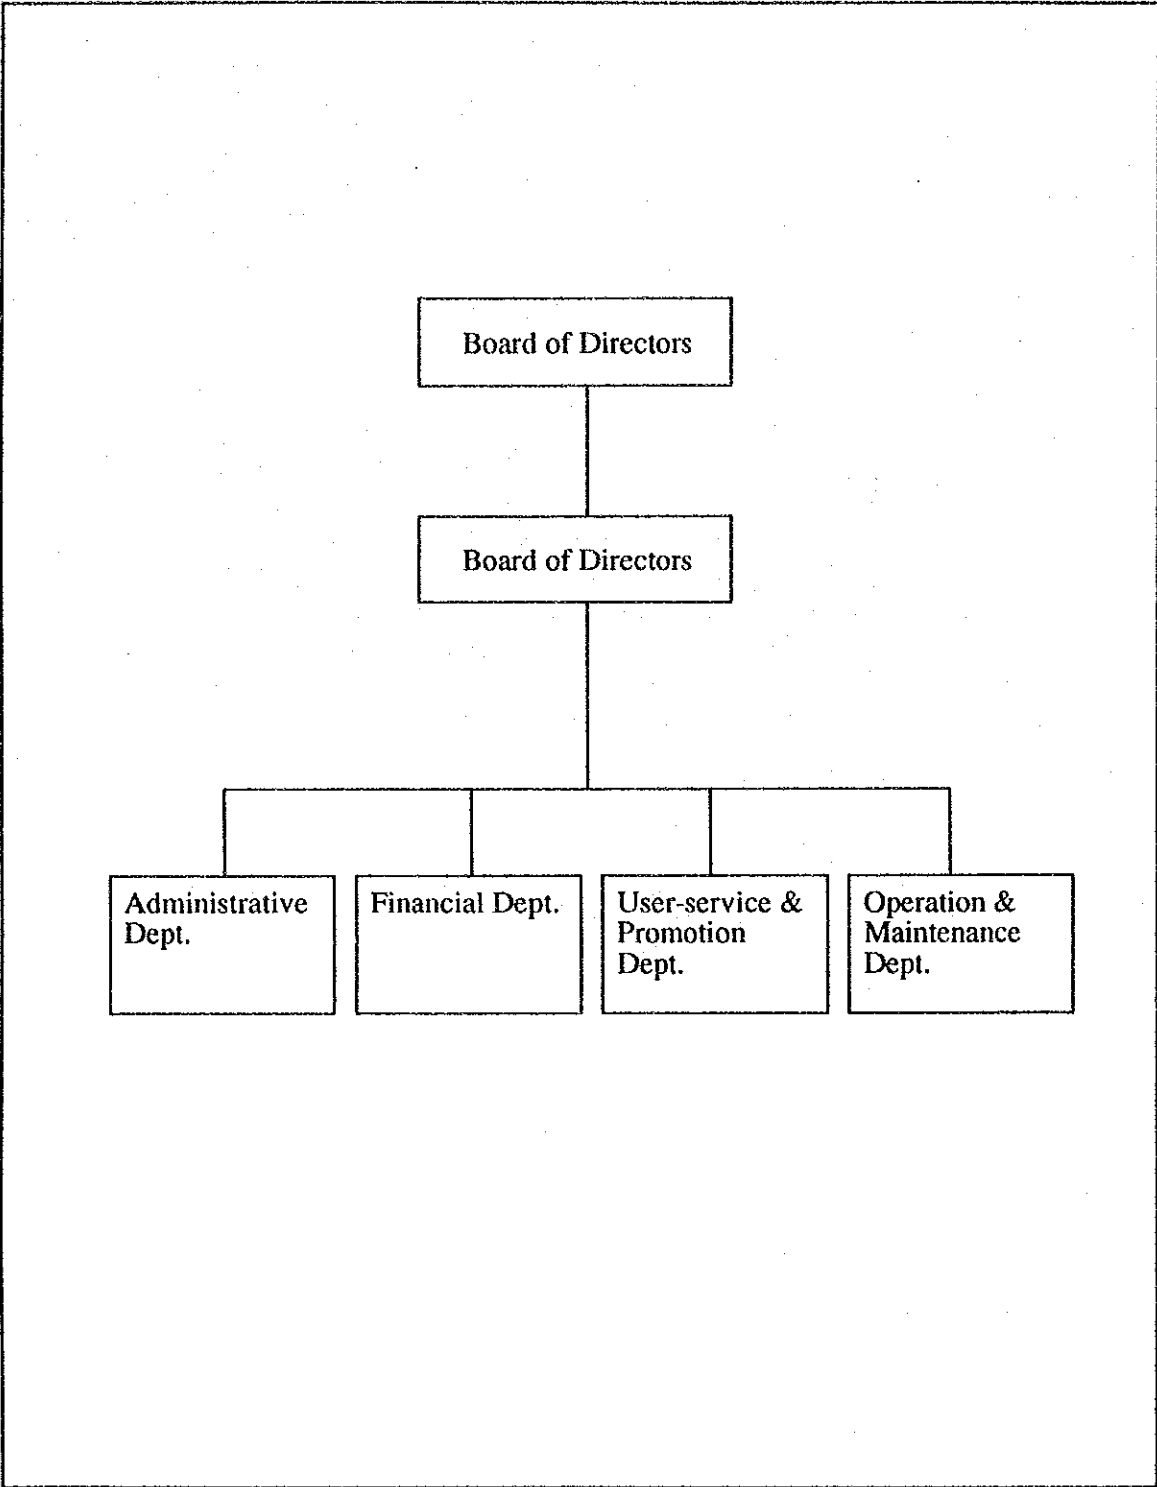 Board of Directors
Board of Directors
Administrative
Dept.
Financial Dept.
User-service &
Promotion
Dept.
Operation &
Maintenance
Dept.